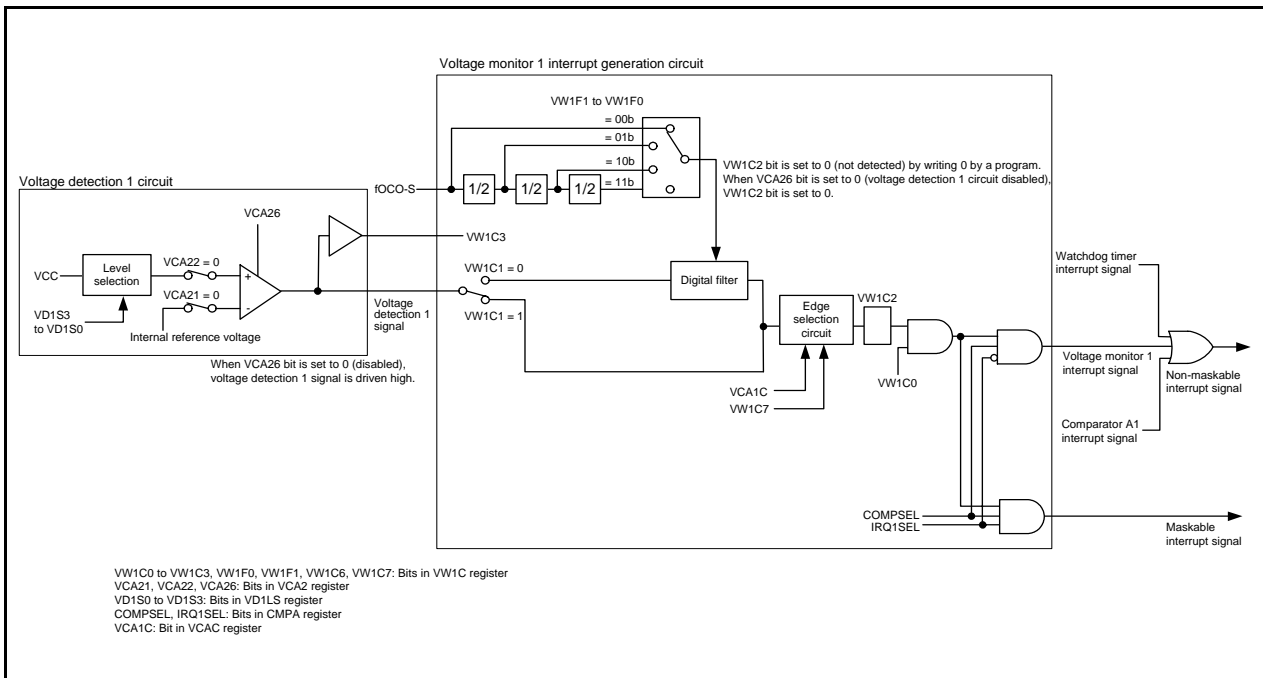 Voltage monitor 1 interrupt generation circuit
VW1F1 to VW1F0
= 00b
= 01b
= 10b
= 11b
fOCO-S
1/2
1/2
1/2
VW1C2 bit is set to 0 (not detected) by writing 0 by a program.
When VCA26 bit is set to 0 (voltage detection 1 circuit disabled),
VW1C2 bit is set to 0.
Voltage detection 1 circuit
VCA26
VCC
Level
selection
VCA22 = 0
+
VCA21 = 0
-
VD1S3
to VD1S0
Internal reference voltage
VW1C3
Voltage
detection 1
signal
When VCA26 bit is set to 0 (disabled),
voltage detection 1 signal is driven high.
VW1C1 = 0
VW1C1 = 1
Digital filter
Edge
selection
circuit
VW1C2
VCA1C
VW1C7
VW1C0
Watchdog timer
interrupt signal
Voltage monitor 1
interrupt signal
Non-maskable
interrupt signal
Comparator A1
interrupt signal
COMPSEL
IRQ1SEL
Maskable
interrupt signal
VW1C0 to VW1C3, VW1F0, VW1F1, VW1C6, VW1C7: Bits in VW1C register
VCA21, VCA22, VCA26: Bits in VCA2 register
VD1S0 to VD1S3: Bits in VD1LS register
COMPSEL, IRQ1SEL: Bits in CMPA register
VCA1C: Bit in VCAC register